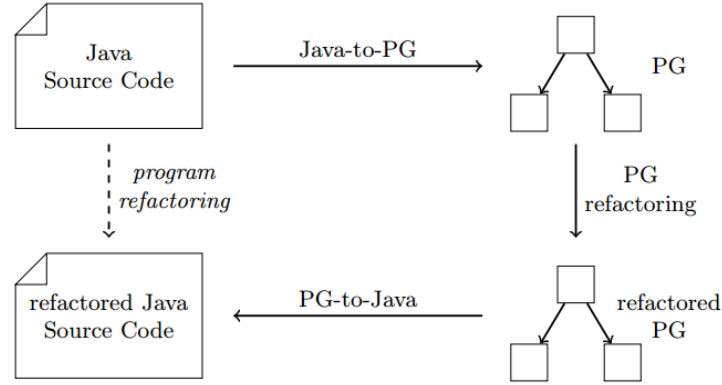 Java
Source Code
Java-to-PG
PG
program
refactoring
PG
refactoring
refactored Java
Source Code
PG-to-Java
refactored
PG